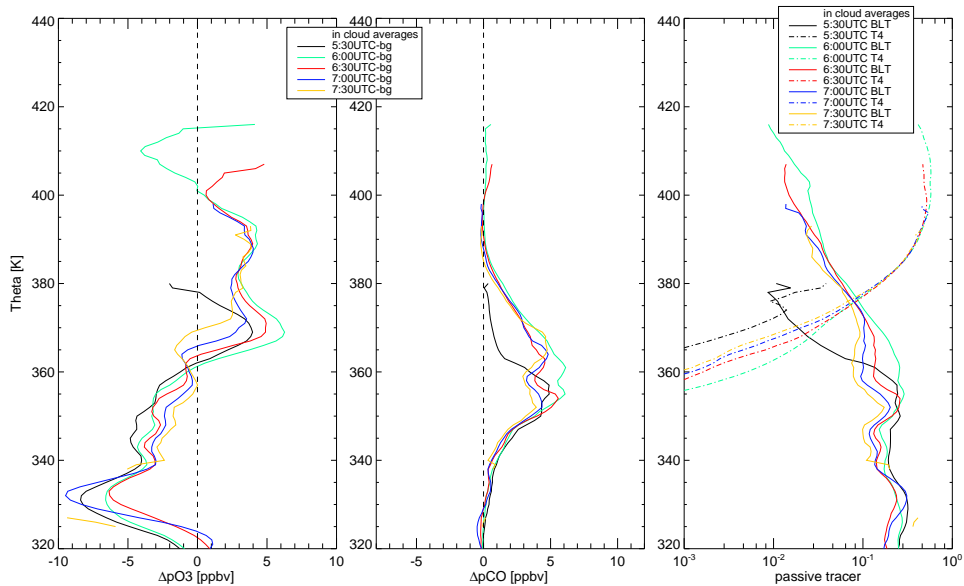 in cloud averages
5:30UTC-bg
6:00UTC-bg
6:30UTC-bg
7:00UTC-bg
7:30UTC-bg
in cloud averages
5:30UTC BLT
5:30UTC T4
6:00UTC BLT
6:00UTC T4
6:30UTC BLT
6:30UTC T4
7:00UTC BLT
7:00UTC T4
7:30UTC BLT
7:30UTC T4
Theta [K]
440
420
400
380
360
340
320
-10
-5
0
5
10
ΔpO3 [ppbv]
440
420
400
380
360
340
320
-5
0
5
10
ΔpCO [ppbv]
440
420
400
380
360
340
320
10⁻³
10⁻²
10⁻¹
10⁰
passive tracer